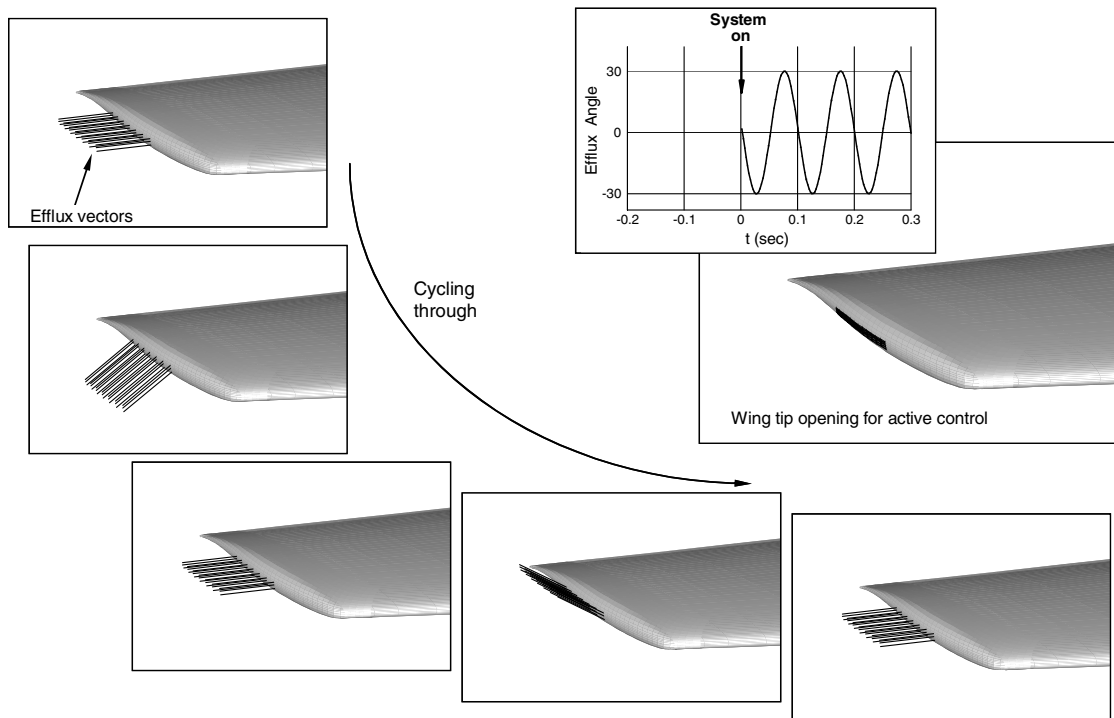 System
on
30
0
-30
Efflux Angle
-0.2 -0.1 0 0.1 0.2 0.3
t (sec)
Efflux vectors
Cycling
through
Wing tip opening for active control